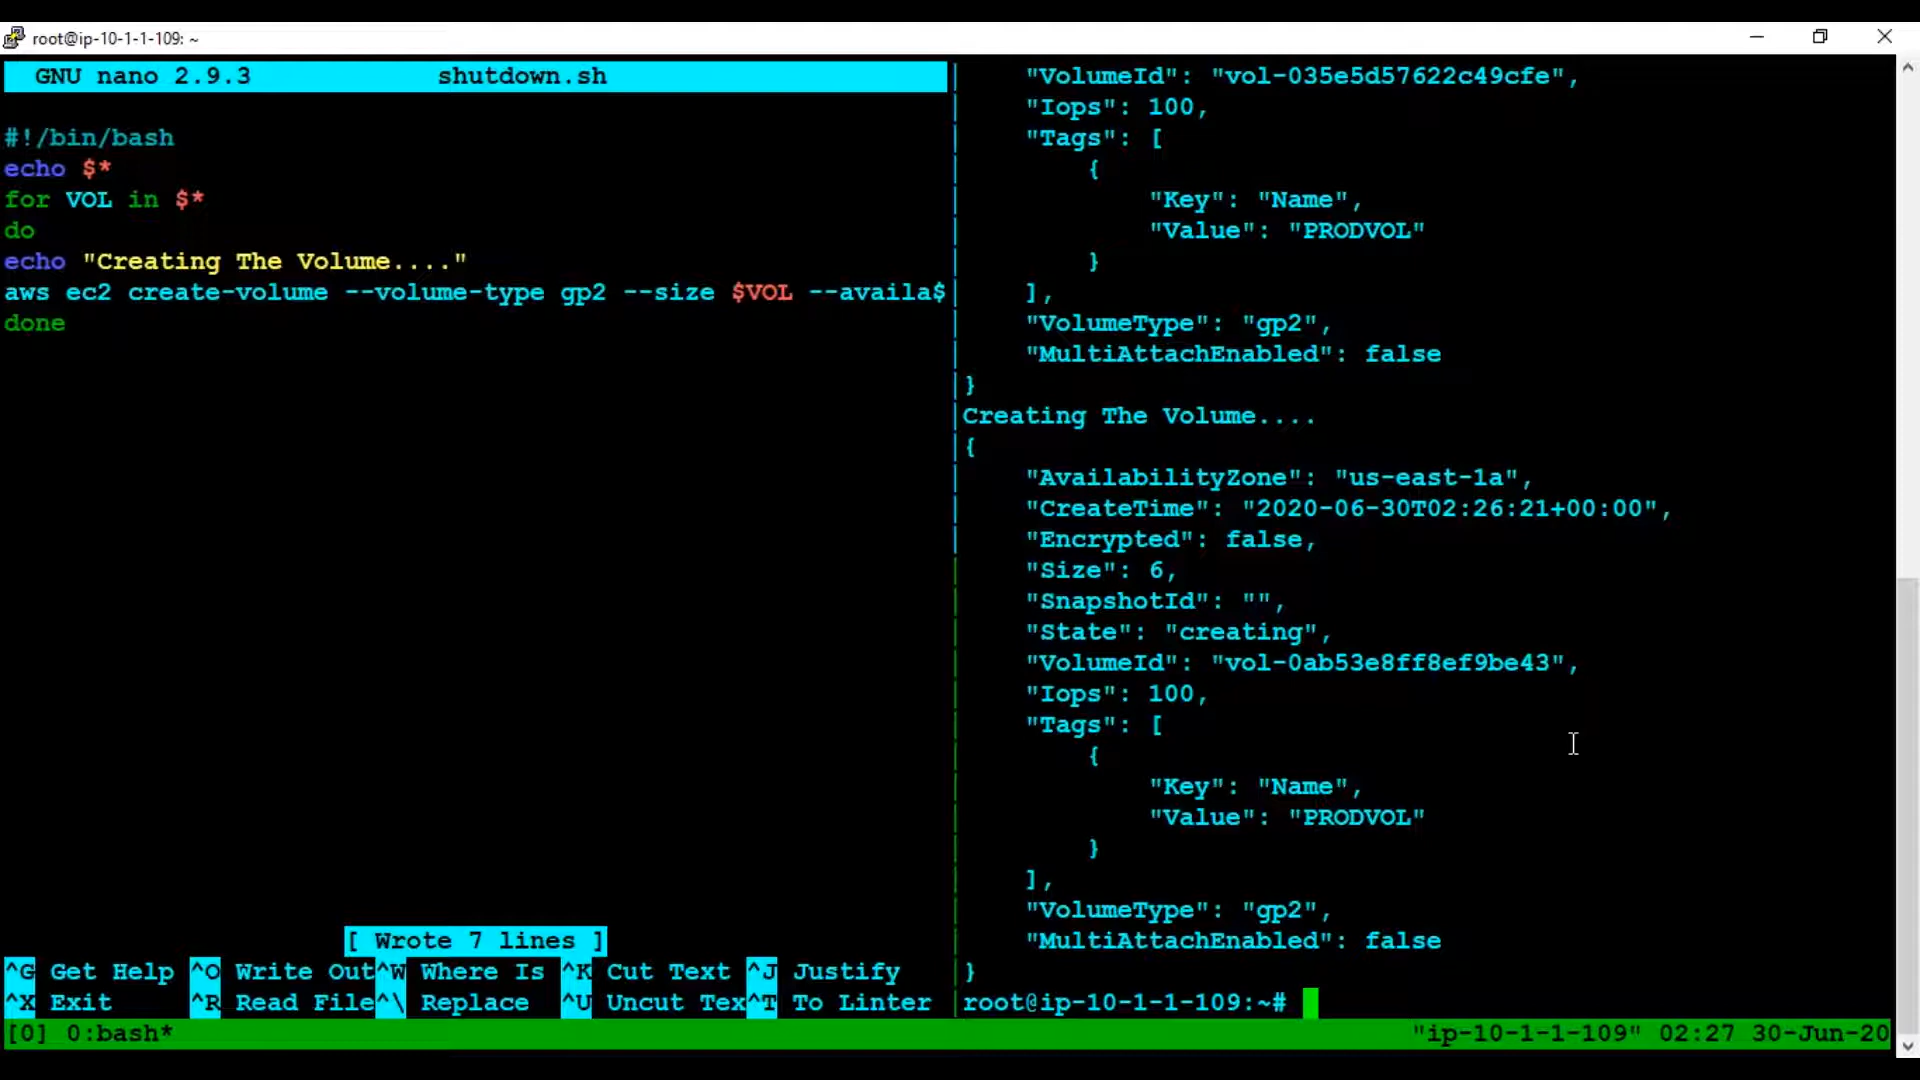 root@ip-10-1-1-109: ~
GNU nano 2.9.3 shutdown.sh
#!/bin/bash
echo $*
for VOL in $*
do
echo "Creating The Volume...."
aws ec2 create-volume --volume-type gp2 --size $VOL --availa$
done
[ Wrote 7 lines ]
^G Get Help ^O Write Out ^W Where Is ^K Cut Text ^J Justify
^X Exit ^R Read File ^\ Replace ^U Uncut Tex ^T To Linter
"VolumeId": "vol-035e5d57622c49cfe",
"Iops": 100,
"Tags": [
{
"Key": "Name",
"Value": "PRODVOL"
}
],
"VolumeType": "gp2",
"MultiAttachEnabled": false
}
Creating The Volume....
{
"AvailabilityZone": "us-east-1a",
"CreateTime": "2020-06-30T02:26:21+00:00",
"Encrypted": false,
"Size": 6,
"SnapshotId": "",
"State": "creating",
"VolumeId": "vol-0ab53e8ff8ef9be43",
"Iops": 100,
"Tags": [
{
"Key": "Name",
"Value": "PRODVOL"
}
],
"VolumeType": "gp2",
"MultiAttachEnabled": false
}
root@ip-10-1-1-109:~#
[0] 0:bash* "ip-10-1-1-109" 02:27 30-Jun-20